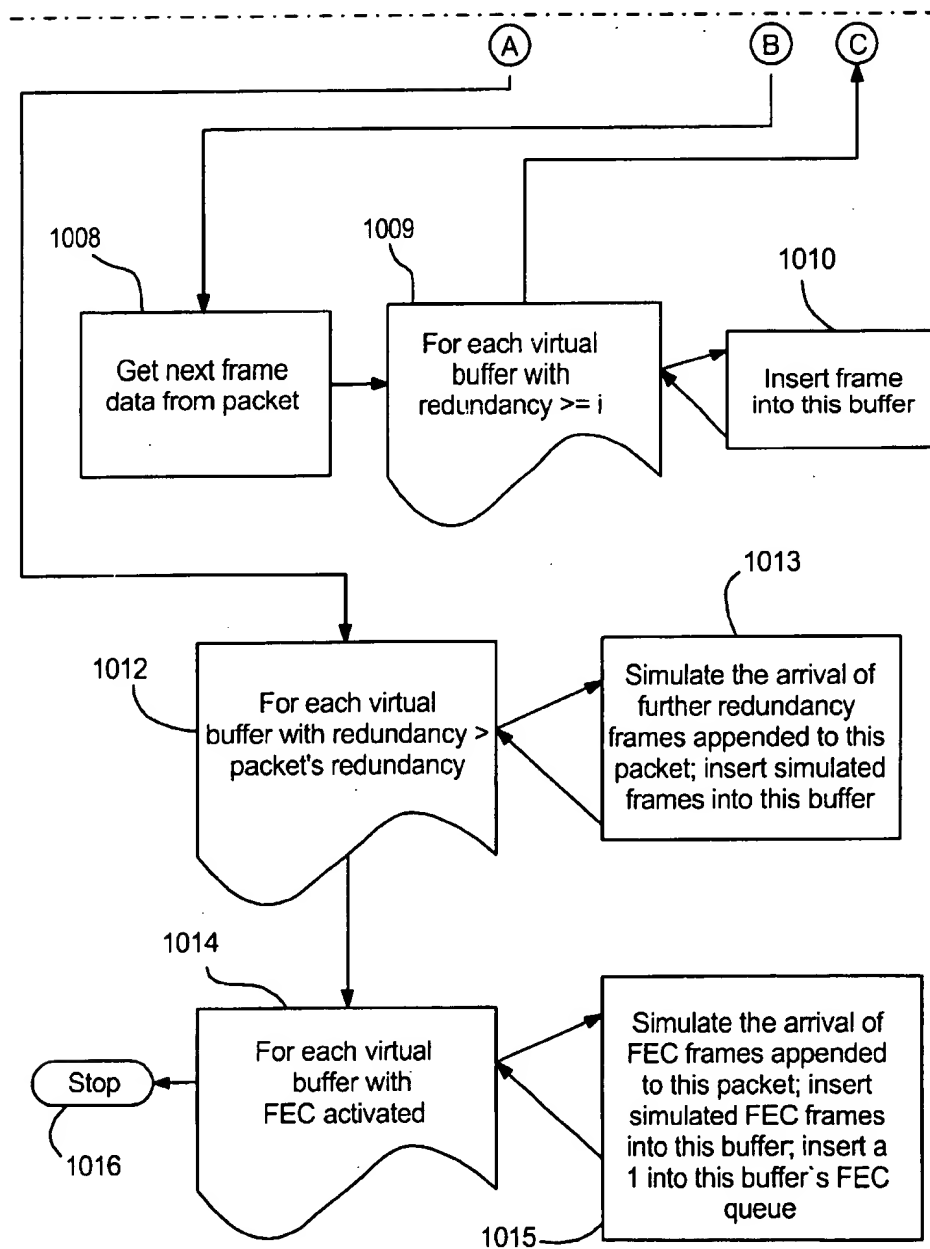 A
B
C
1008
1009
1010
Get next frame
data from packet
For each virtual
buffer with
redundancy >= i
Insert frame
into this buffer
1013
1012
For each virtual
buffer with redundancy >
packet's redundancy
Simulate the arrival of
further redundancy
frames appended to this
packet; insert simulated
frames into this buffer
1014
For each virtual
buffer with
FEC activated
Simulate the arrival of
FEC frames appended
to this packet; insert
simulated FEC frames
into this buffer; insert a
1 into this buffer`s FEC
queue
Stop
1016
1015